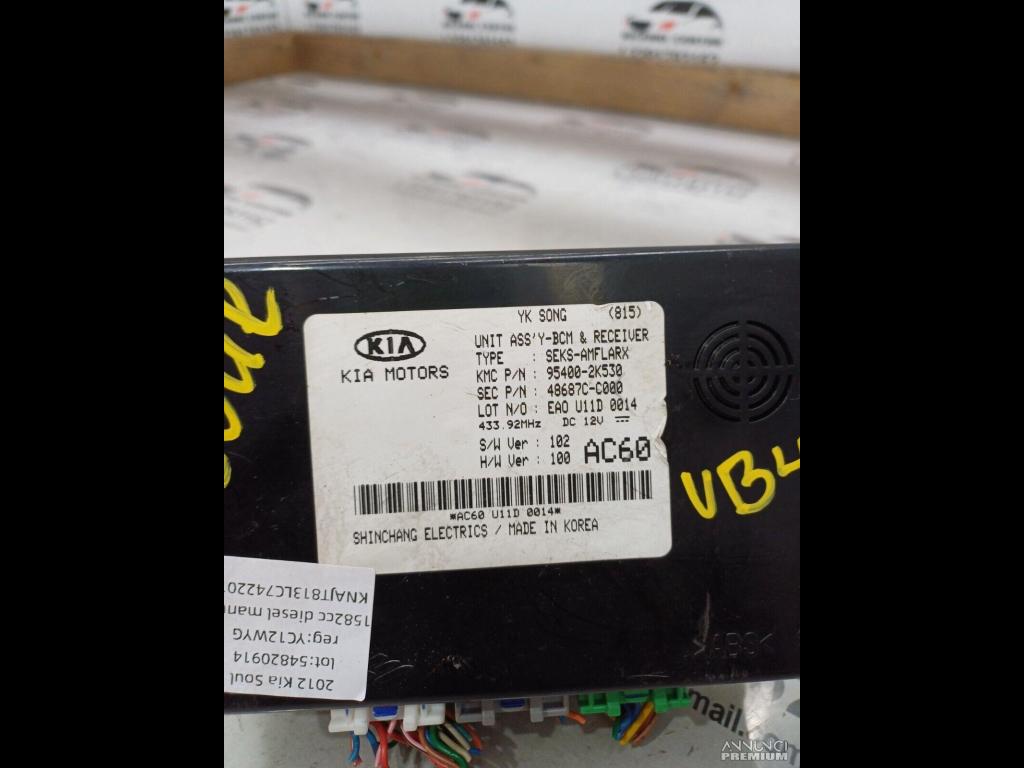 YK SONG (815)
KIA
KIA MOTORS
UNIT ASS'Y-BCM & RECEIVER
TYPE : SEKS-AMFLARX
KMC P/N : 95400-2K530
SEC P/N : 48687C-C000
LOT N/O : EAO U11D 0014
433.92MHz DC 12V
S/W Ver : 102
H/W Ver : 100
AC60
*AC60 U11D 0014*
SHINCHANG ELECTRICS / MADE IN KOREA
2012 Kia Soul
lot:54820914
reg:YC12WYG
1582cc diesel
KNAJT813LC74220
>ABSK
mail.
ANNUNCI
PREMIUM